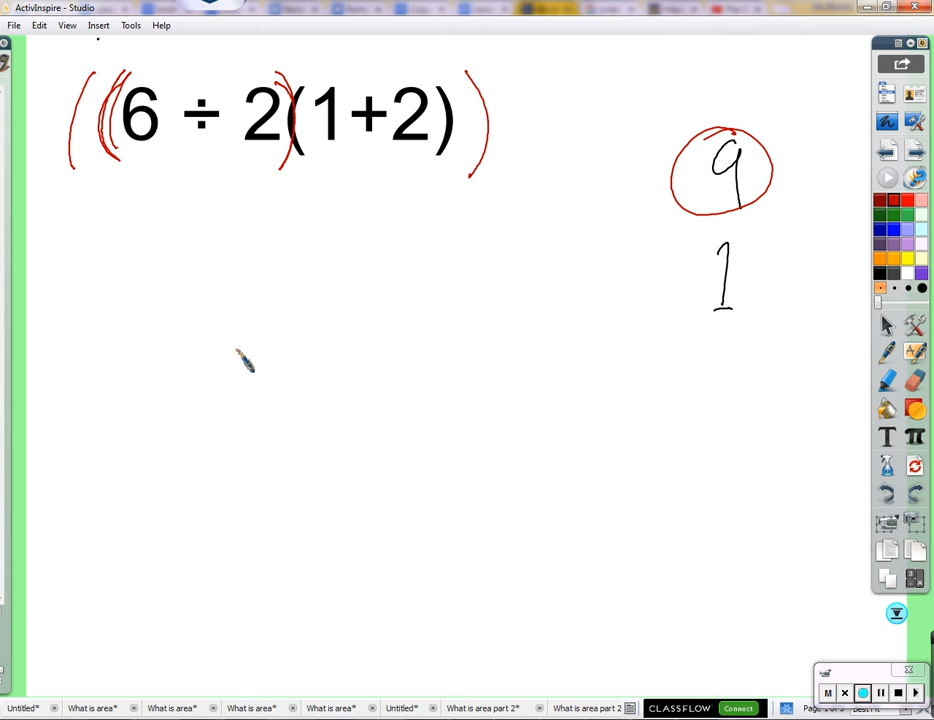 ActivInspire - Studio
File Edit View Insert Tools Help
((6 ÷ 2)(1+2))
9
1
Untitled* What is area* What is area* What is area* What is area* Untitled* What is area part 2* What is area part 2 CLASSFLOW Connect
M